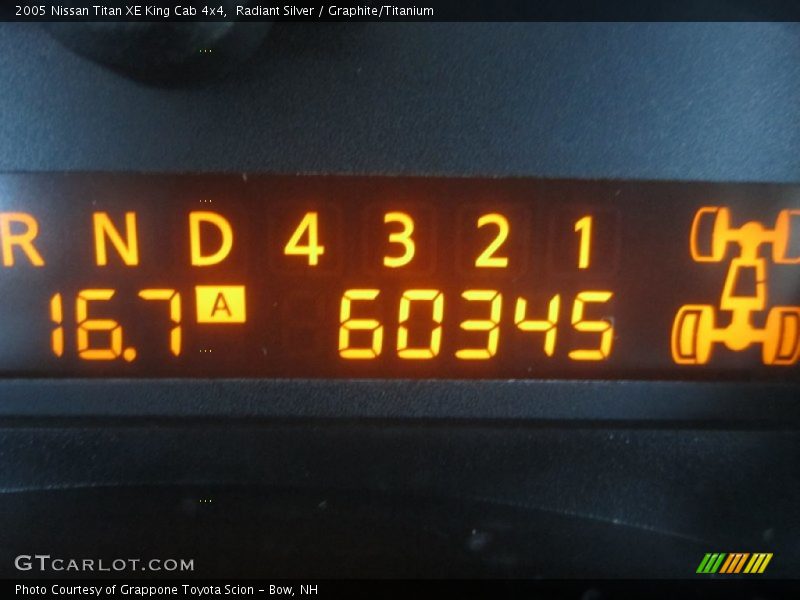 2005 Nissan Titan XE King Cab 4x4,  Radiant Silver / Graphite/Titanium
R N D 4 3 2 1
16.7 A 60345
GTCARLOT.COM
Photo Courtesy of Grappone Toyota Scion - Bow, NH